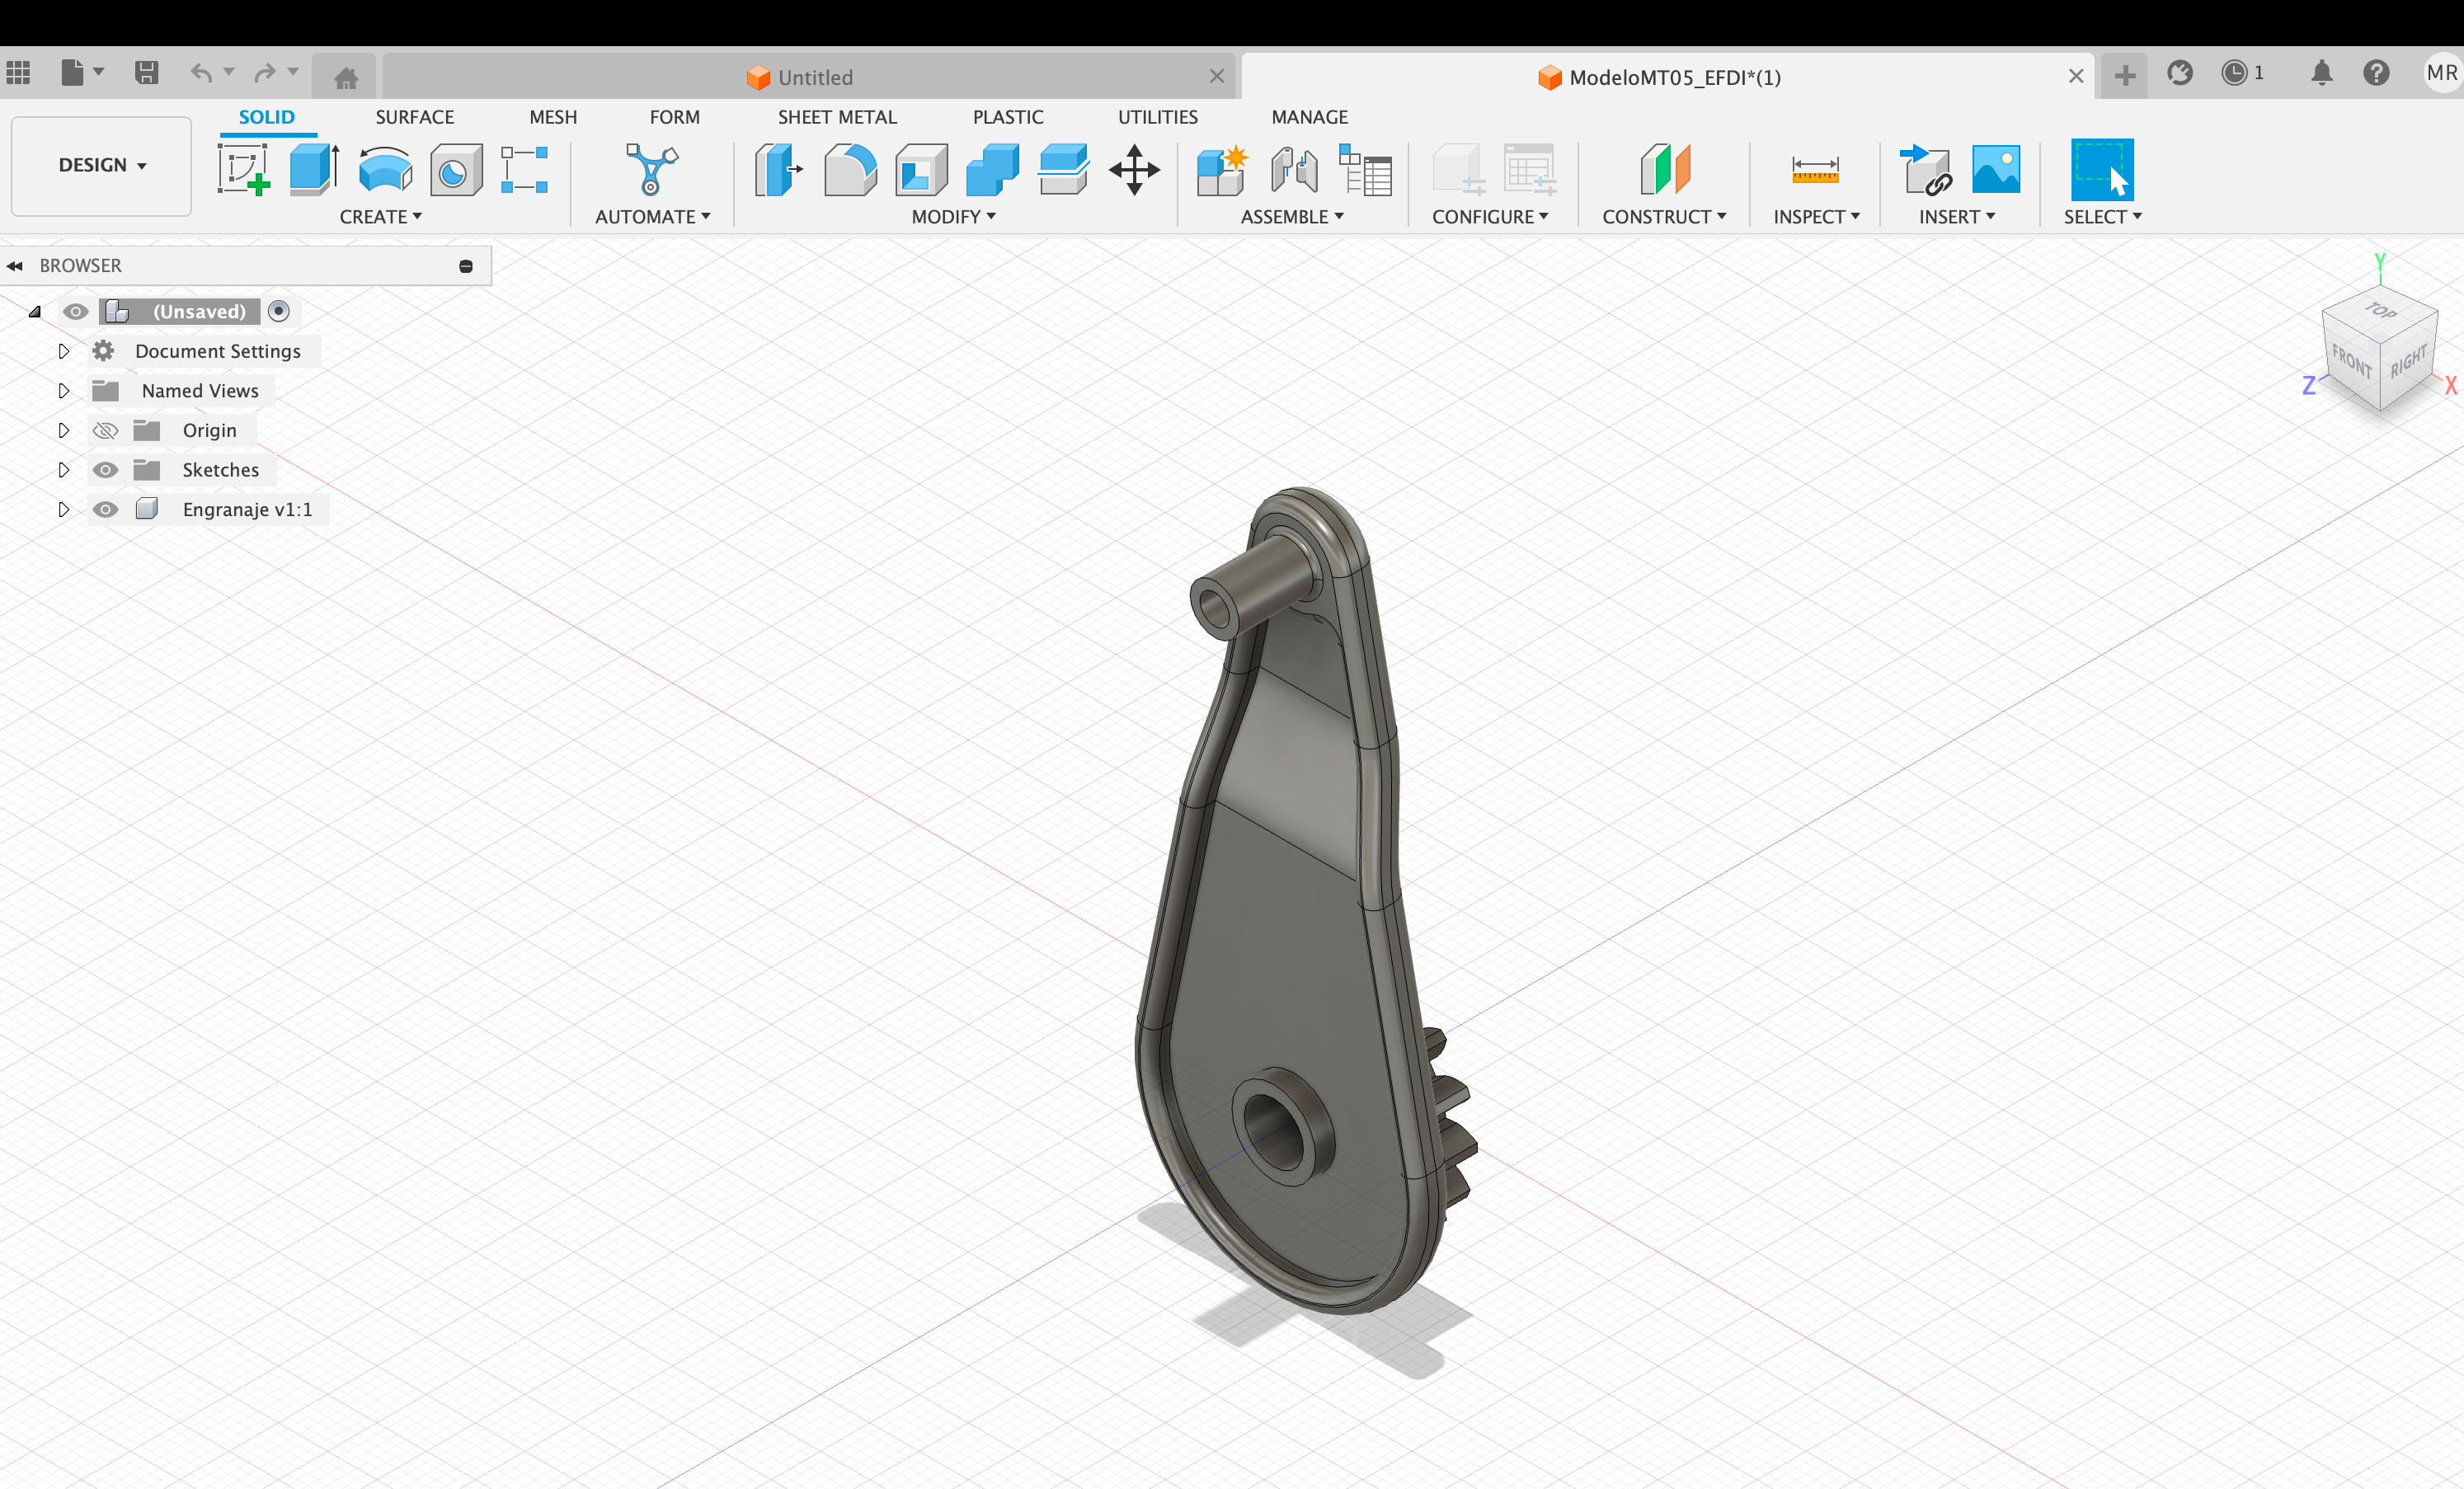 Untitled
ModeloMT05_EFDI*(1)
1
MR
DESIGN
SOLID
SURFACE
MESH
FORM
SHEET METAL
PLASTIC
UTILITIES
MANAGE
CREATE
AUTOMATE
MODIFY
ASSEMBLE
CONFIGURE
CONSTRUCT
INSPECT
INSERT
SELECT
BROWSER
(Unsaved)
Document Settings
Named Views
Origin
Sketches
Engranaje v1:1
Y
TOP
FRONT
RIGHT
Z
X